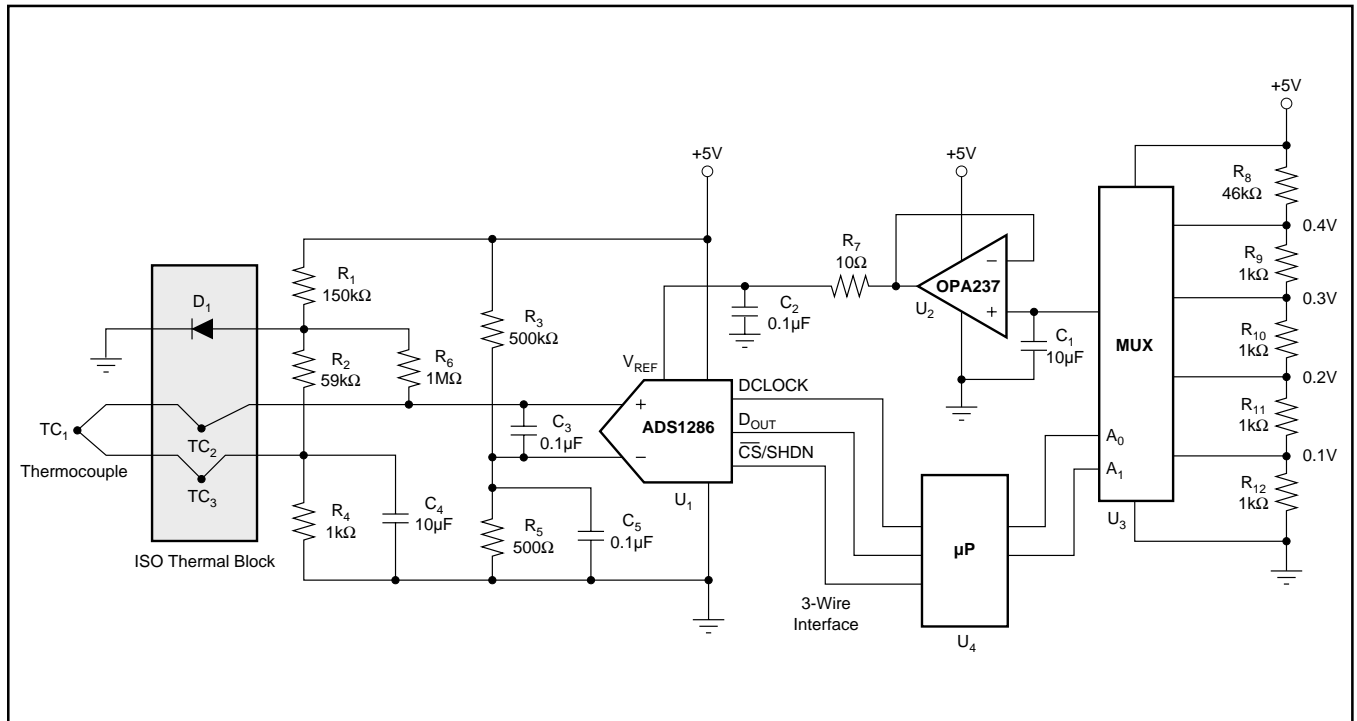 +5V
R8
46kΩ
0.4V
R9
1kΩ
0.3V
R10
1kΩ
0.2V
R11
1kΩ
0.1V
R12
1kΩ
MUX
A0
A1
U3
+5V
R7
10Ω
–
OPA237
+
U2
C1
10µF
C2
0.1µF
+5V
R1
150kΩ
D1
R2
59kΩ
R6
1MΩ
R3
500kΩ
VREF
DCLOCK
DOUT
CS/SHDN
+
ADS1286
–
U1
C3
0.1µF
TC1
Thermocouple
TC2
TC3
R4
1kΩ
C4
10µF
R5
500Ω
C5
0.1µF
ISO Thermal Block
3-Wire
Interface
µP
U4